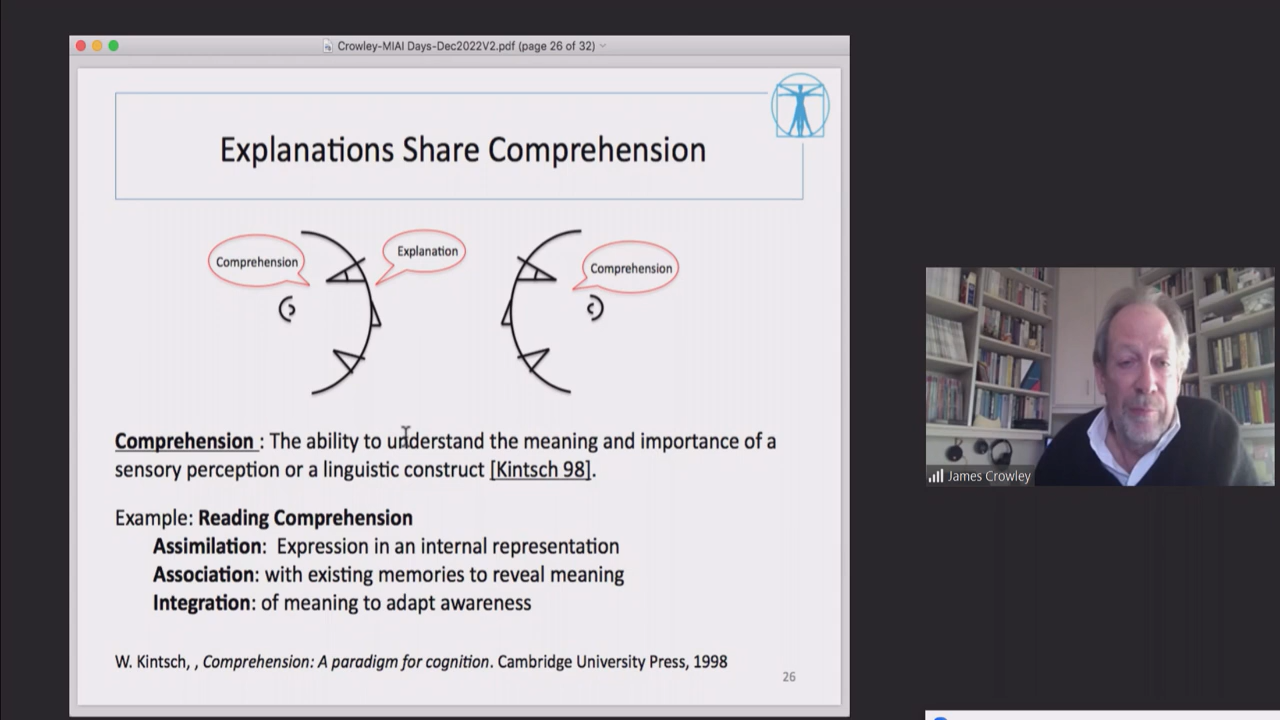 Crowley-MIAI Days-Dec2022V2.pdf (page 26 of 32)
Explanations Share Comprehension
Comprehension
Explanation
Comprehension
Comprehension : The ability to understand the meaning and importance of a
sensory perception or a linguistic construct [Kintsch 98].
Example: Reading Comprehension
Assimilation: Expression in an internal representation
Association: with existing memories to reveal meaning
Integration: of meaning to adapt awareness
W. Kintsch, , Comprehension: A paradigm for cognition. Cambridge University Press, 1998
26
James Crowley